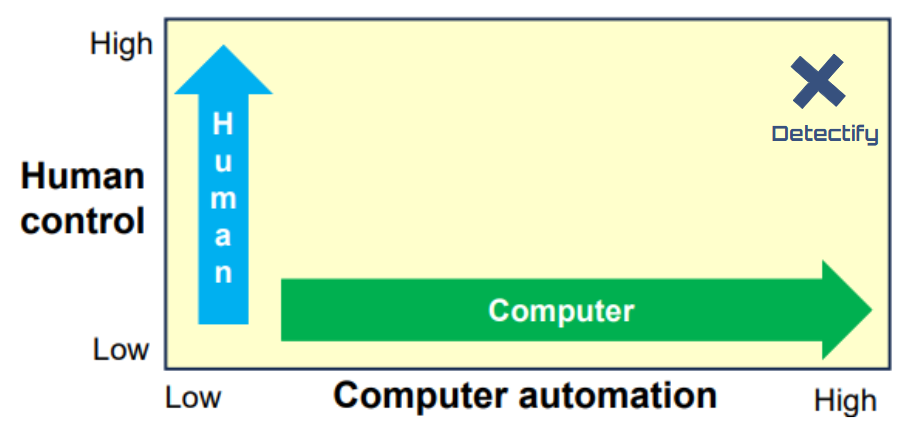 High
Human
Detectify
Human
control
Computer
Low
Low
Computer automation
High